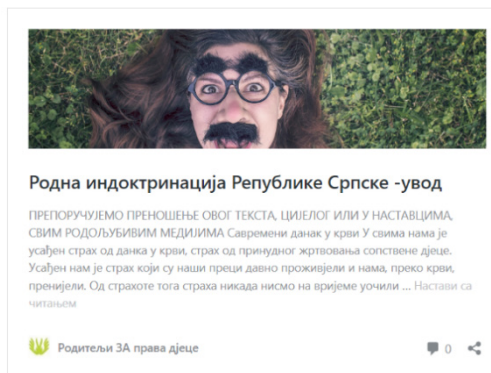 Родна индоктринација Републике Српске -увод
ПРЕПОРУЧУЈЕМО ПРЕНОШЕЊЕ ОВОГ ТЕКСТА, ЦИЈЕЛОГ ИЛИ У НАСТАВЦИМА,
СВИМ РОДОЉУБИВИМ МЕДИЈИМА Савремени данак у крви У свима нама је
усађен страх од данка у крви, страх од принудног жртвовања сопствене дјеце.
Усађен нам је страх који су наши преци давно проживјели и нама, преко крви,
пренијели. Од страхоте тога страха никада нисмо на вријеме уочили ... Настави са
читањем
Родитељи ЗА права дјеце
0